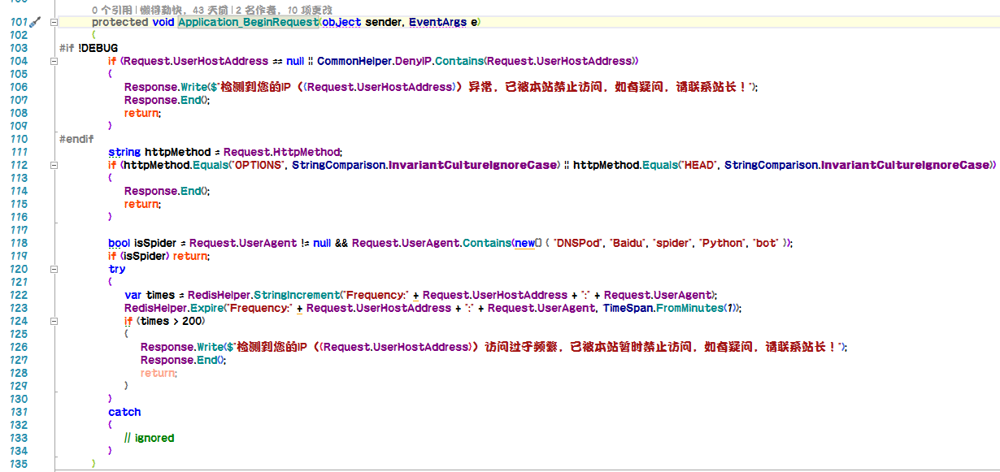 0 个引用 | 懒得勤快，43 天前 | 2 名作者，10 项更改
101 protected void Application_BeginRequest(object sender, EventArgs e)
102 {
103 #if !DEBUG
104 if (Request.UserHostAddress == null || CommonHelper.DenyIP.Contains(Request.UserHostAddress))
105 {
106 Response.Write($"检测到您的IP（{Request.UserHostAddress}）异常，已被本站禁止访问，如有疑问，请联系站长！");
107 Response.End();
108 return;
109 }
110 #endif
111 string httpMethod = Request.HttpMethod;
112 if (httpMethod.Equals("OPTIONS", StringComparison.InvariantCultureIgnoreCase) || httpMethod.Equals("HEAD", StringComparison.InvariantCultureIgnoreCase))
113 {
114 Response.End();
115 return;
116 }
117
118 bool isSpider = Request.UserAgent != null && Request.UserAgent.Contains(new[] { "DNSPod", "Baidu", "spider", "Python", "bot" });
119 if (isSpider) return;
120 try
121 {
122 var times = RedisHelper.StringIncrement("Frequency:" + Request.UserHostAddress + ":" + Request.UserAgent);
123 RedisHelper.Expire("Frequency:" + Request.UserHostAddress + ":" + Request.UserAgent, TimeSpan.FromMinutes(1));
124 if (times > 200)
125 {
126 Response.Write($"检测到您的IP（{Request.UserHostAddress}）访问过于频繁，已被本站暂时禁止访问，如有疑问，请联系站长！");
127 Response.End();
128 return;
129 }
130 }
131 catch
132 {
133 // ignored
134 }
135 }